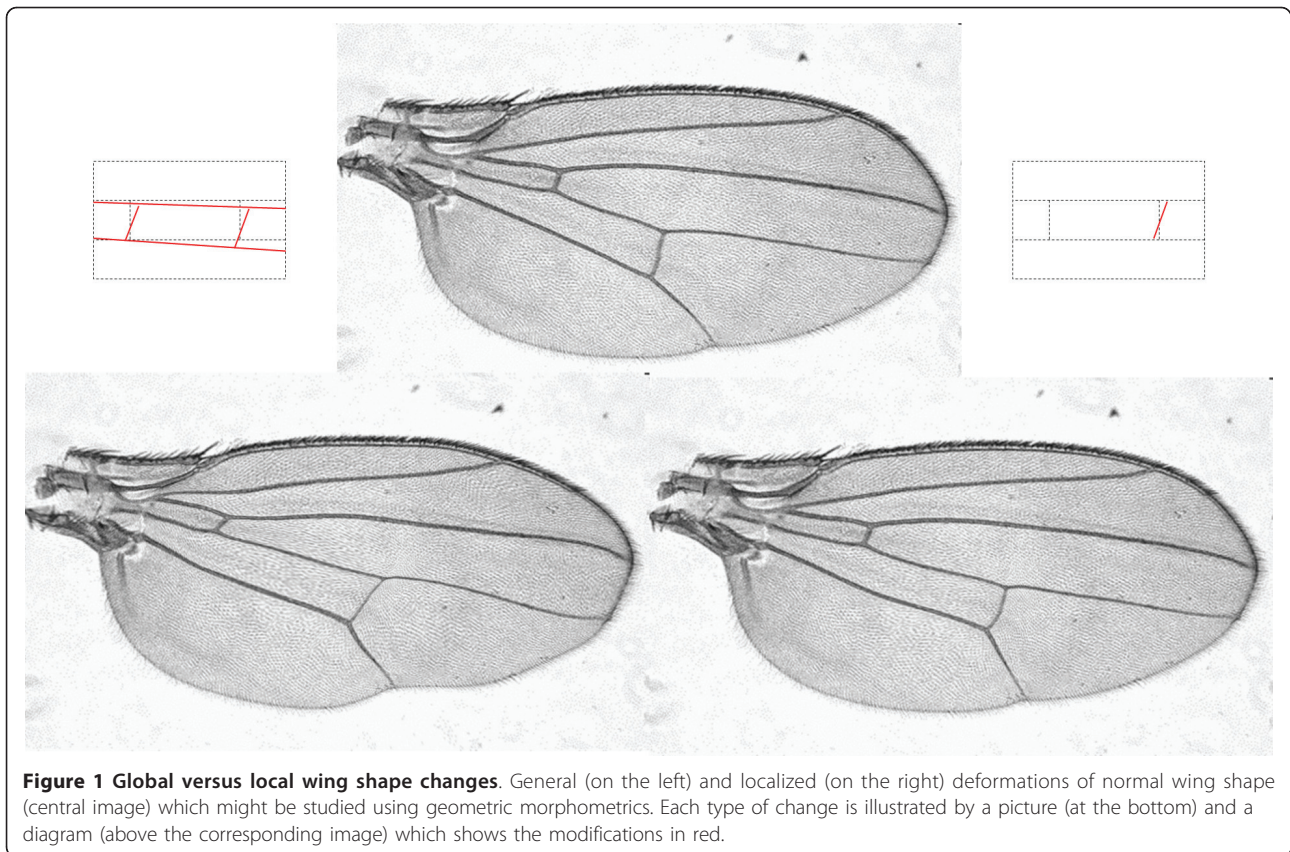 Figure 1 Global versus local wing shape changes. General (on the left) and localized (on the right) deformations of normal wing shape
(central image) which might be studied using geometric morphometrics. Each type of change is illustrated by a picture (at the bottom) and a
diagram (above the corresponding image) which shows the modifications in red.